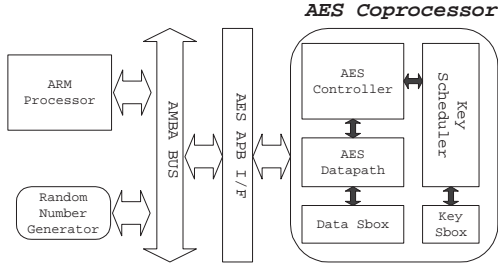 AES Coprocessor
ARM
Processor
Random
Number
Generator
AMBA BUS
AES APB I/F
AES
Controller
Key
Scheduler
AES
Datapath
Data Sbox
Key
Sbox